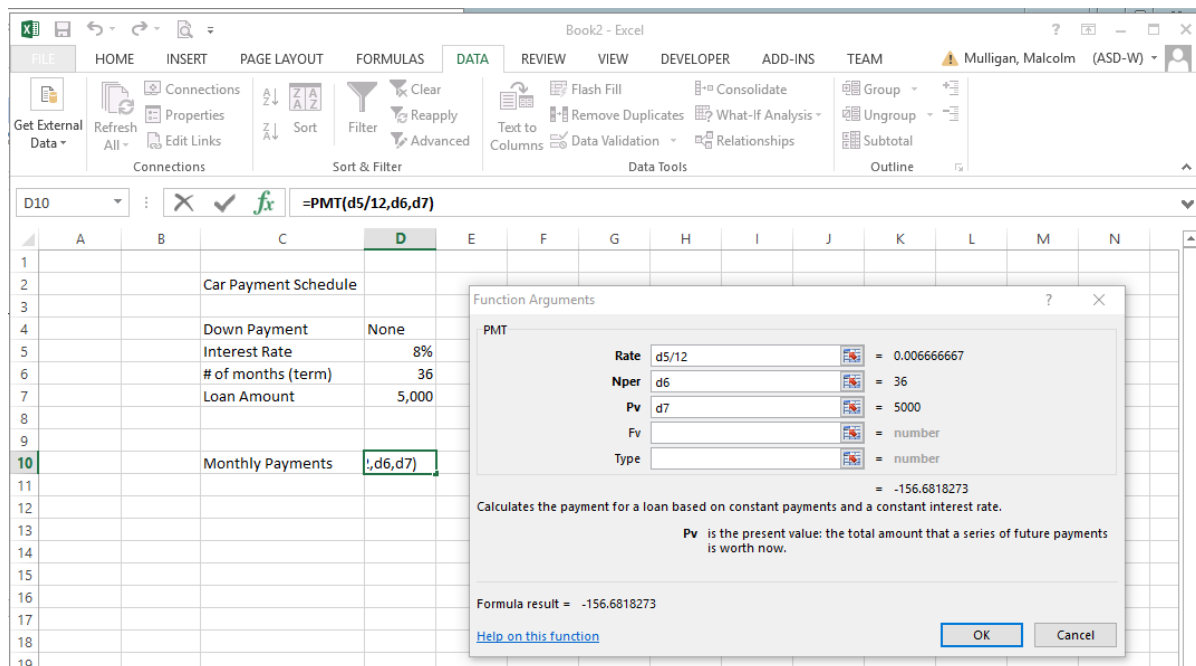 Book2 - Excel
FILE HOME INSERT PAGE LAYOUT FORMULAS DATA REVIEW VIEW DEVELOPER ADD-INS TEAM Mulligan, Malcolm (ASD-W)
Get External Data
Refresh All
Connections
Properties
Edit Links
Connections
Sort
Filter
Clear
Reapply
Advanced
Sort & Filter
Text to Columns
Flash Fill
Remove Duplicates
Data Validation
Consolidate
What-If Analysis
Relationships
Data Tools
Group
Ungroup
Subtotal
Outline
D10 fx =PMT(d5/12,d6,d7)
A B C D E F G H I J K L M N
1
2 Car Payment Schedule
3
4 Down Payment None
5 Interest Rate 8%
6 # of months (term) 36
7 Loan Amount 5,000
8
9
10 Monthly Payments ,d6,d7)
11
12
13
14
15
16
17
18
19
Function Arguments ?
PMT
Rate d5/12 = 0.006666667
Nper d6 = 36
Pv d7 = 5000
Fv = number
Type = number
= -156.6818273
Calculates the payment for a loan based on constant payments and a constant interest rate.
Pv is the present value: the total amount that a series of future payments
is worth now.
Formula result = -156.6818273
Help on this function
OK Cancel